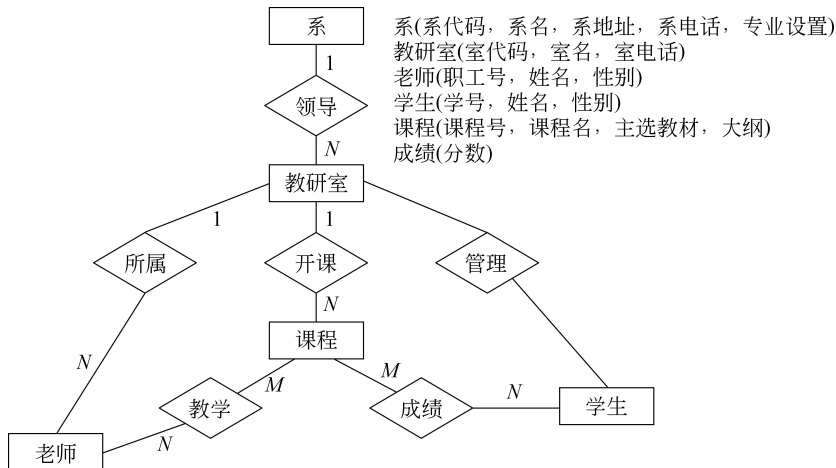 系
系(系代码，系名，系地址，系电话，专业设置)
教研室(室代码，室名，室电话)
老师(职工号，姓名，性别)
学生(学号，姓名，性别)
课程(课程号，课程名，主选教材，大纲)
成绩(分数)
1
领导
N
教研室
1
1
所属
开课
管理
N
课程
N
M
M
教学
成绩
N
学生
N
老师